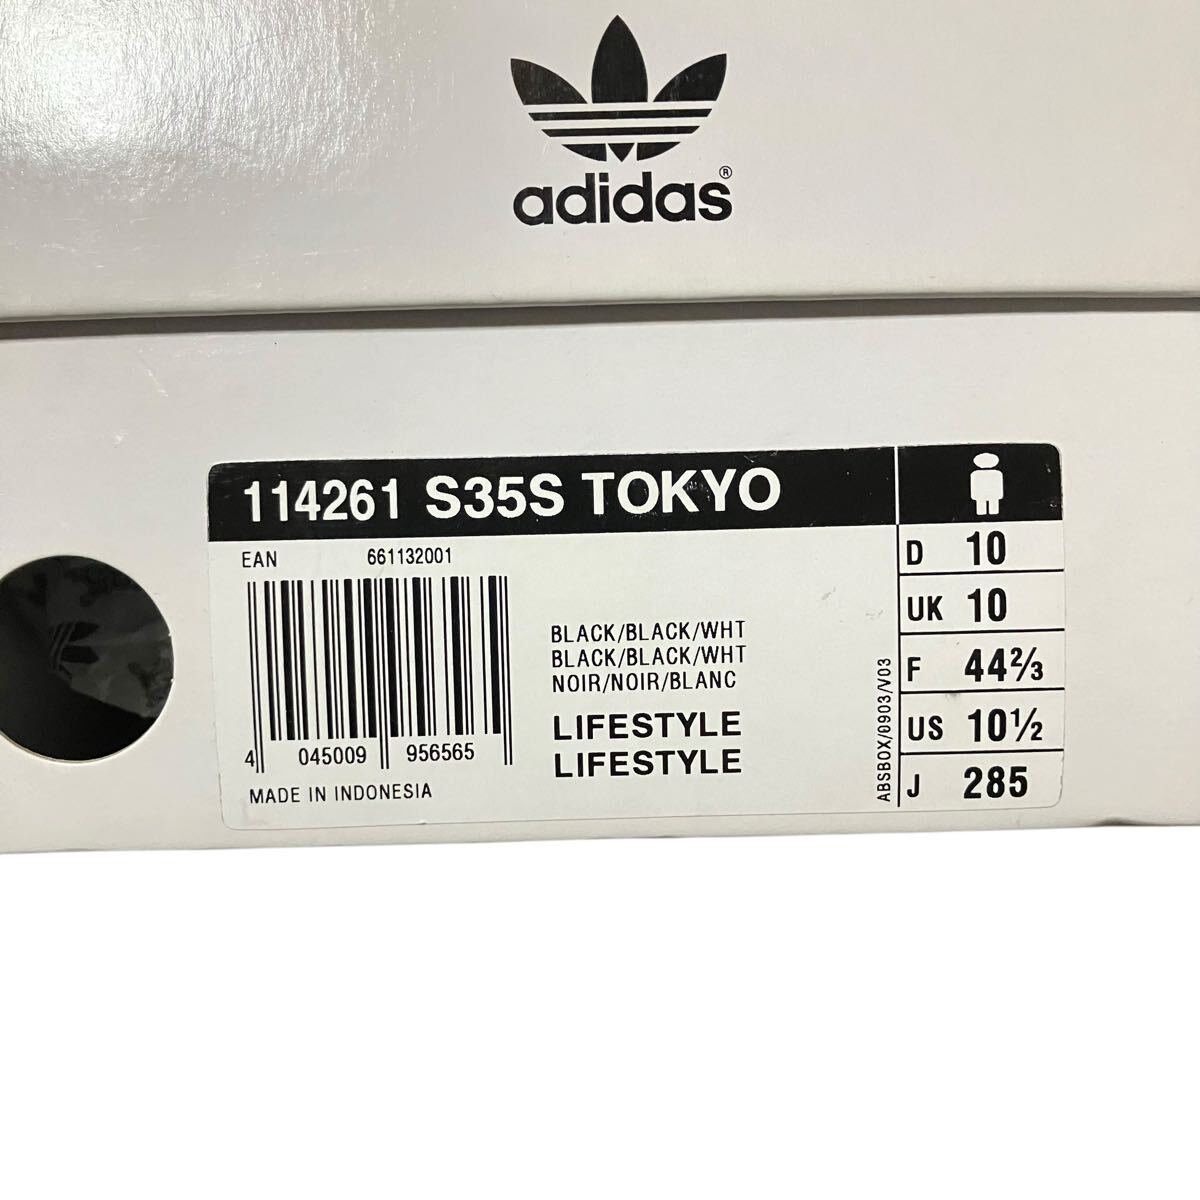 adidas®
114261 S35S TOKYO
EAN 661132001
4 045009 956565
MADE IN INDONESIA
BLACK/BLACK/WHT
BLACK/BLACK/WHT
NOIR/NOIR/BLANC
LIFESTYLE
LIFESTYLE
ABSBOX/0903/V03
D 10
UK 10
F 44⅔
US 10½
J 285